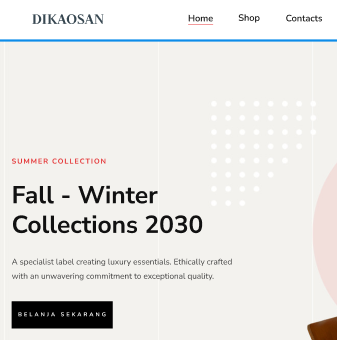 DIKAOSAN
Home Shop Contacts
SUMMER COLLECTION
Fall - Winter
Collections 2030
A specialist label creating luxury essentials. Ethically crafted
with an unwavering commitment to exceptional quality.
BELANJA SEKARANG